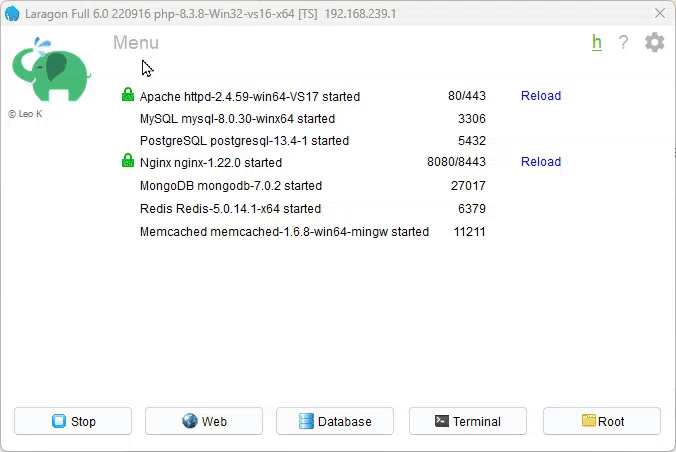 Laragon Full 6.0 220916 php-8.3.8-Win32-vs16-x64 [TS] 192.168.239.1
Menu
h ?
© Leo K
Apache httpd-2.4.59-win64-VS17 started 80/443 Reload
MySQL mysql-8.0.30-winx64 started 3306
PostgreSQL postgresql-13.4-1 started 5432
Nginx nginx-1.22.0 started 8080/8443 Reload
MongoDB mongodb-7.0.2 started 27017
Redis Redis-5.0.14.1-x64 started 6379
Memcached memcached-1.6.8-win64-mingw started 11211
Stop Web Database Terminal Root